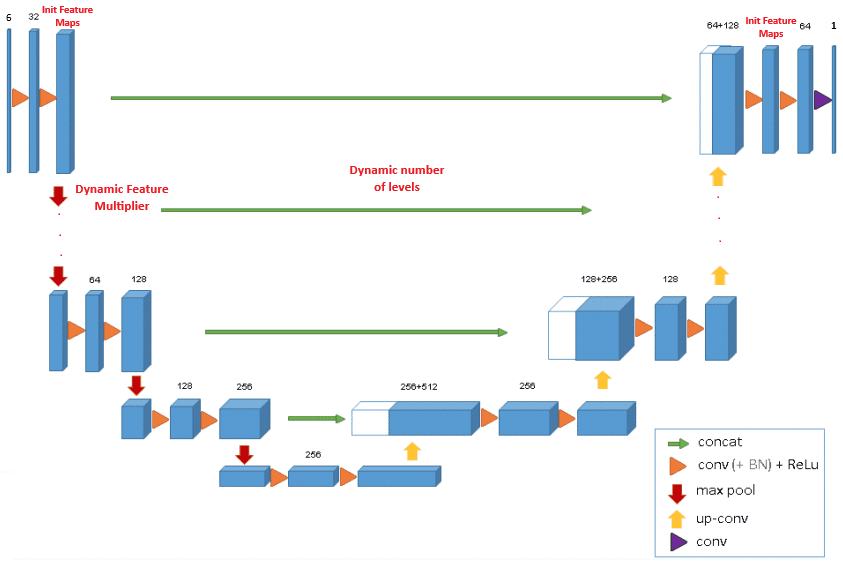 6
32
Init Feature
Maps
64+128
Init Feature
Maps
64
1
Dynamic Feature
Multiplier
Dynamic number
of levels
64
128
128+256
128
128
256
256+512
256
256
concat
conv (+ BN) + ReLu
max pool
up-conv
conv